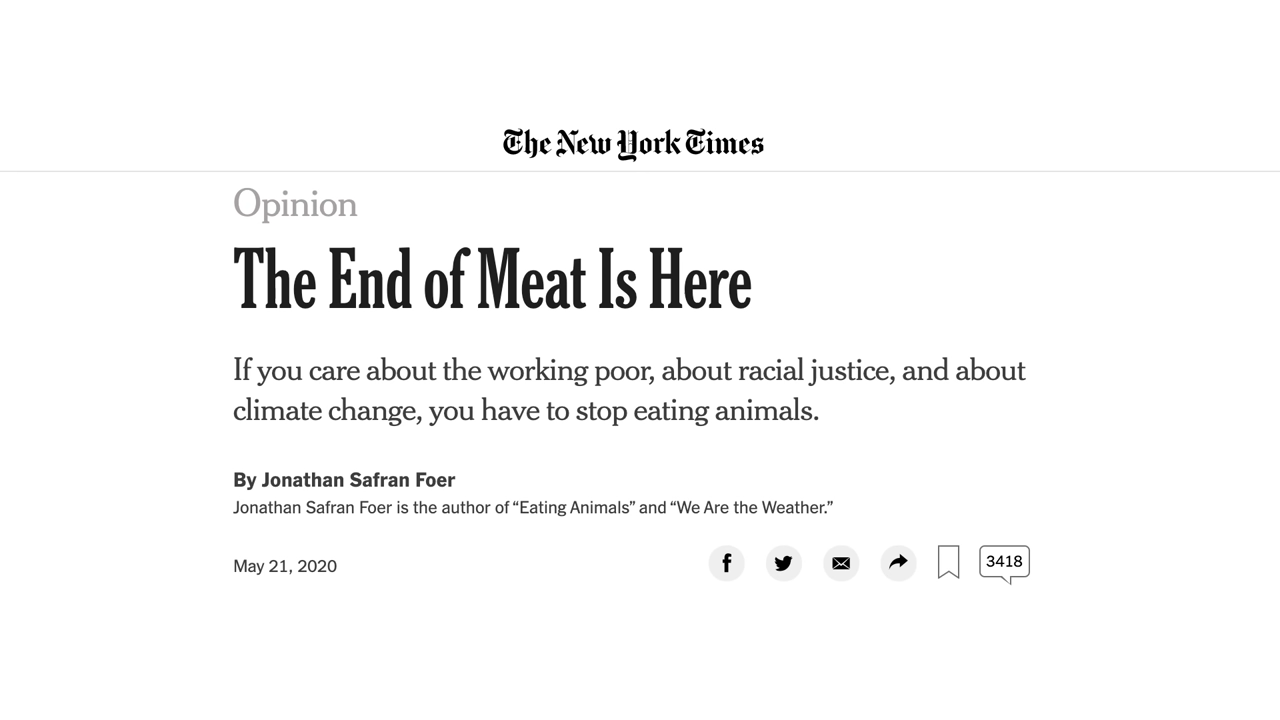 The New York Times
Opinion
The End of Meat Is Here
If you care about the working poor, about racial justice, and about
climate change, you have to stop eating animals.
By Jonathan Safran Foer
Jonathan Safran Foer is the author of “Eating Animals” and “We Are the Weather.”
May 21, 2020
3418